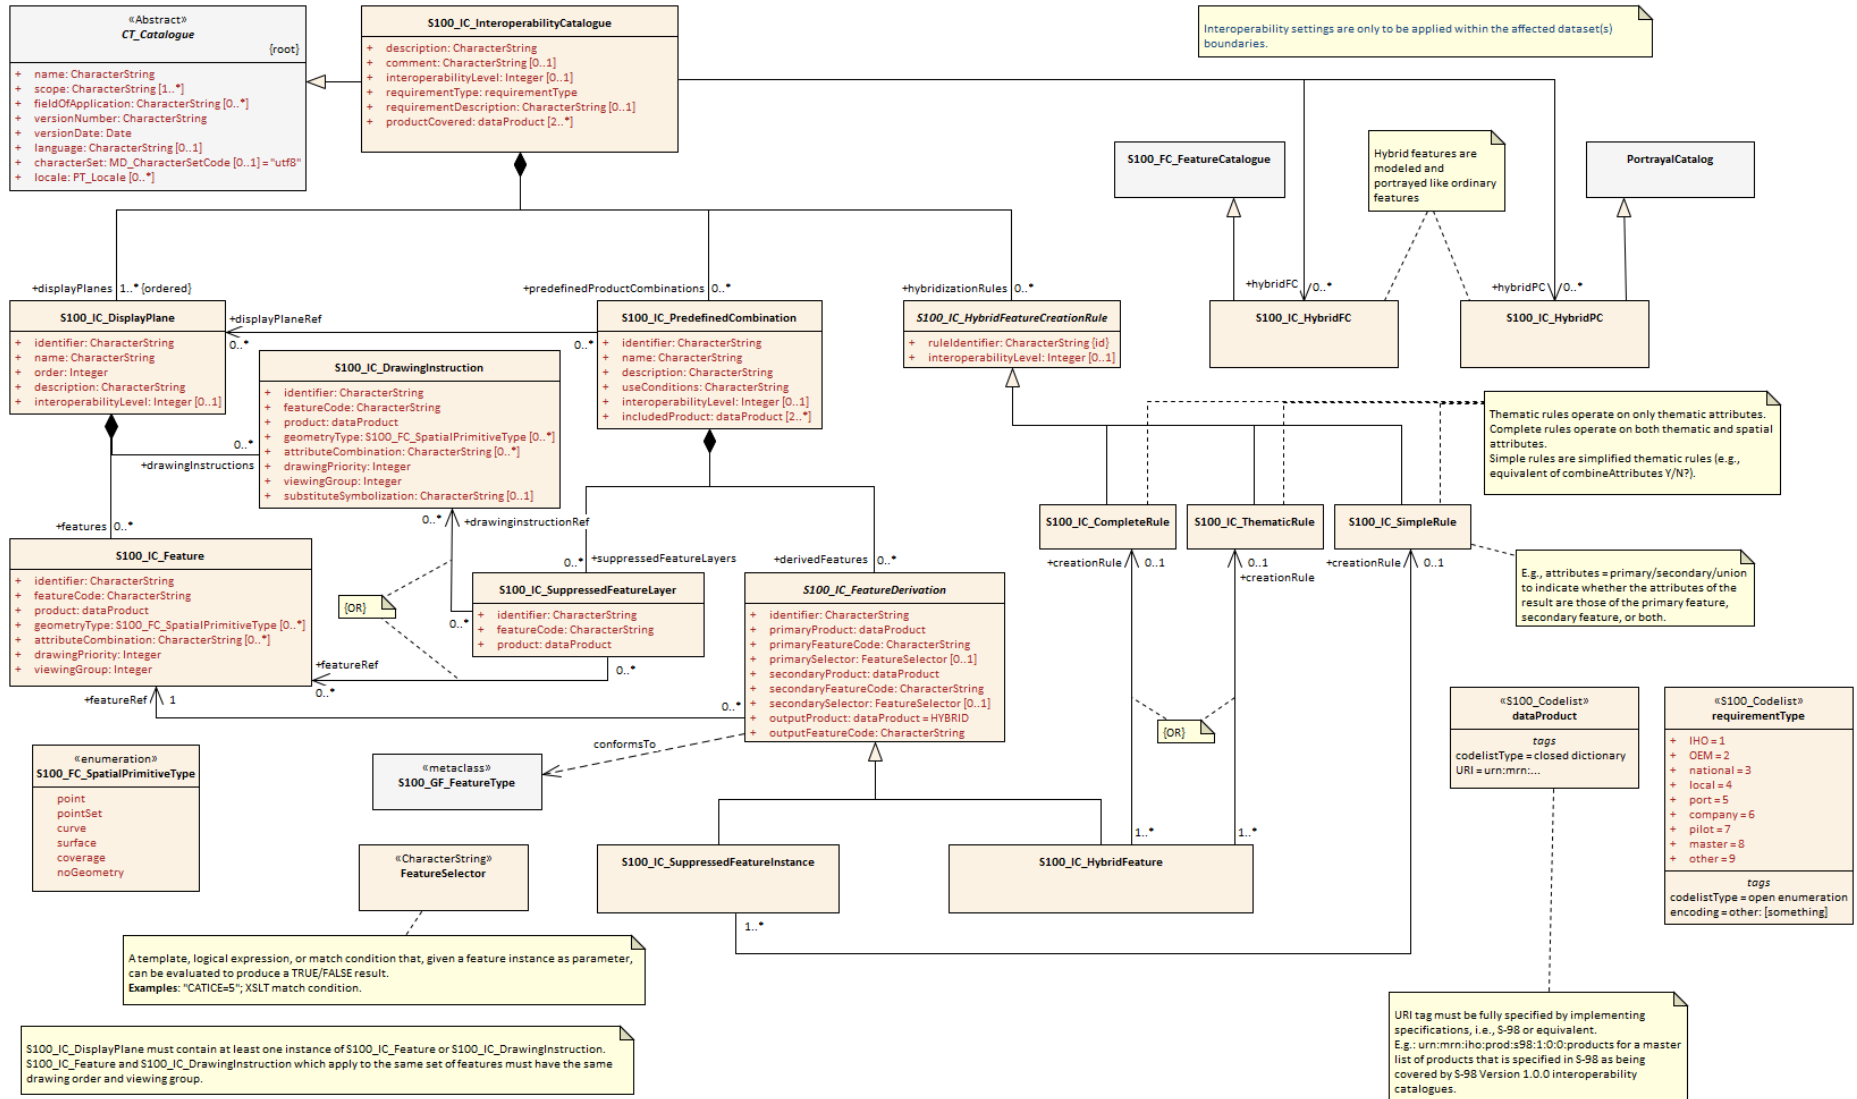 «Abstract»
CT_Catalogue
{root}
+ name: CharacterString
+ scope: CharacterString [1..*]
+ fieldOfApplication: CharacterString [0..*]
+ versionNumber: CharacterString
+ versionDate: Date
+ language: CharacterString [0..1]
+ characterSet: MD_CharacterSetCode [0..1] = "utf8"
+ locale: PT_Locale [0..*]
S100_IC_InteroperabilityCatalogue
+ description: CharacterString
+ comment: CharacterString [0..1]
+ interoperabilityLevel: Integer [0..1]
+ requirementType: requirementType
+ requirementDescription: CharacterString [0..1]
+ productCovered: dataProduct [2..*]
Interoperability settings are only to be applied within the affected dataset(s)
boundaries.
S100_FC_FeatureCatalogue
Hybrid features are
modeled and
portrayed like ordinary
features
PortrayalCatalog
+displayPlanes 1..* {ordered}
+predefinedProductCombinations 0..*
+hybridizationRules 0..*
+hybridFC 0..*
+hybridPC 0..*
S100_IC_DisplayPlane
+ identifier: CharacterString
+ name: CharacterString
+ order: Integer
+ description: CharacterString
+ interoperabilityLevel: Integer [0..1]
+displayPlaneRef
0..*
0..*
S100_IC_PredefinedCombination
+ identifier: CharacterString
+ name: CharacterString
+ description: CharacterString
+ useConditions: CharacterString
+ interoperabilityLevel: Integer [0..1]
+ includedProduct: dataProduct [2..*]
S100_IC_HybridFeatureCreationRule
+ ruleIdentifier: CharacterString {id}
+ interoperabilityLevel: Integer [0..1]
S100_IC_HybridFC
S100_IC_HybridPC
S100_IC_DrawingInstruction
+ identifier: CharacterString
+ featureCode: CharacterString
+ product: dataProduct
+ geometryType: S100_FC_SpatialPrimitiveType [0..*]
+ attributeCombination: CharacterString [0..*]
+ drawingPriority: Integer
+ viewingGroup: Integer
+ substituteSymbolization: CharacterString [0..1]
0..*
+drawingInstructions
Thematic rules operate on only thematic attributes.
Complete rules operate on both thematic and spatial
attributes.
Simple rules are simplified thematic rules (e.g.,
equivalent of combineAttributes Y/N?).
+features 0..*
0..* +drawinginstructionRef
S100_IC_CompleteRule
S100_IC_ThematicRule
S100_IC_SimpleRule
S100_IC_Feature
+ identifier: CharacterString
+ featureCode: CharacterString
+ product: dataProduct
+ geometryType: S100_FC_SpatialPrimitiveType [0..*]
+ attributeCombination: CharacterString [0..*]
+ drawingPriority: Integer
+ viewingGroup: Integer
0..* +suppressedFeatureLayers
+derivedFeatures 0..*
+creationRule 0..1
0..1
+creationRule
+creationRule 0..1
E.g., attributes = primary/secondary/union
to indicate whether the attributes of the
result are those of the primary feature,
secondary feature, or both.
{OR}
S100_IC_SuppressedFeatureLayer
+ identifier: CharacterString
+ featureCode: CharacterString
+ product: dataProduct
0..*
0..*
+featureRef
0..*
S100_IC_FeatureDerivation
+ identifier: CharacterString
+ primaryProduct: dataProduct
+ primaryFeatureCode: CharacterString
+ primarySelector: FeatureSelector [0..1]
+ secondaryProduct: dataProduct
+ secondaryFeatureCode: CharacterString
+ secondarySelector: FeatureSelector [0..1]
+ outputProduct: dataProduct = HYBRID
+ outputFeatureCode: CharacterString
+featureRef 1
0..*
{OR}
«S100_Codelist»
dataProduct
tags
codelistType = closed dictionary
URI = urn:mrn:...
«S100_Codelist»
requirementType
+ IHO = 1
+ OEM = 2
+ national = 3
+ local = 4
+ port = 5
+ company = 6
+ pilot = 7
+ master = 8
+ other = 9
tags
codelistType = open enumeration
encoding = other: [something]
«enumeration»
S100_FC_SpatialPrimitiveType
point
pointSet
curve
surface
coverage
noGeometry
conformsTo
«metaclass»
S100_GF_FeatureType
«CharacterString»
FeatureSelector
S100_IC_SuppressedFeatureInstance
1..*
S100_IC_HybridFeature
1..*
1..*
A template, logical expression, or match condition that, given a feature instance as parameter,
can be evaluated to produce a TRUE/FALSE result.
Examples: "CATICE=5"; XSLT match condition.
S100_IC_DisplayPlane must contain at least one instance of S100_IC_Feature or S100_IC_DrawingInstruction.
S100_IC_Feature and S100_IC_DrawingInstruction which apply to the same set of features must have the same
drawing order and viewing group.
URI tag must be fully specified by implementing
specifications, i.e., S-98 or equivalent.
E.g.: urn:mrn:iho:prod:s98:1:0:0:products for a master
list of products that is specified in S-98 as being
covered by S-98 Version 1.0.0 interoperability
catalogues.